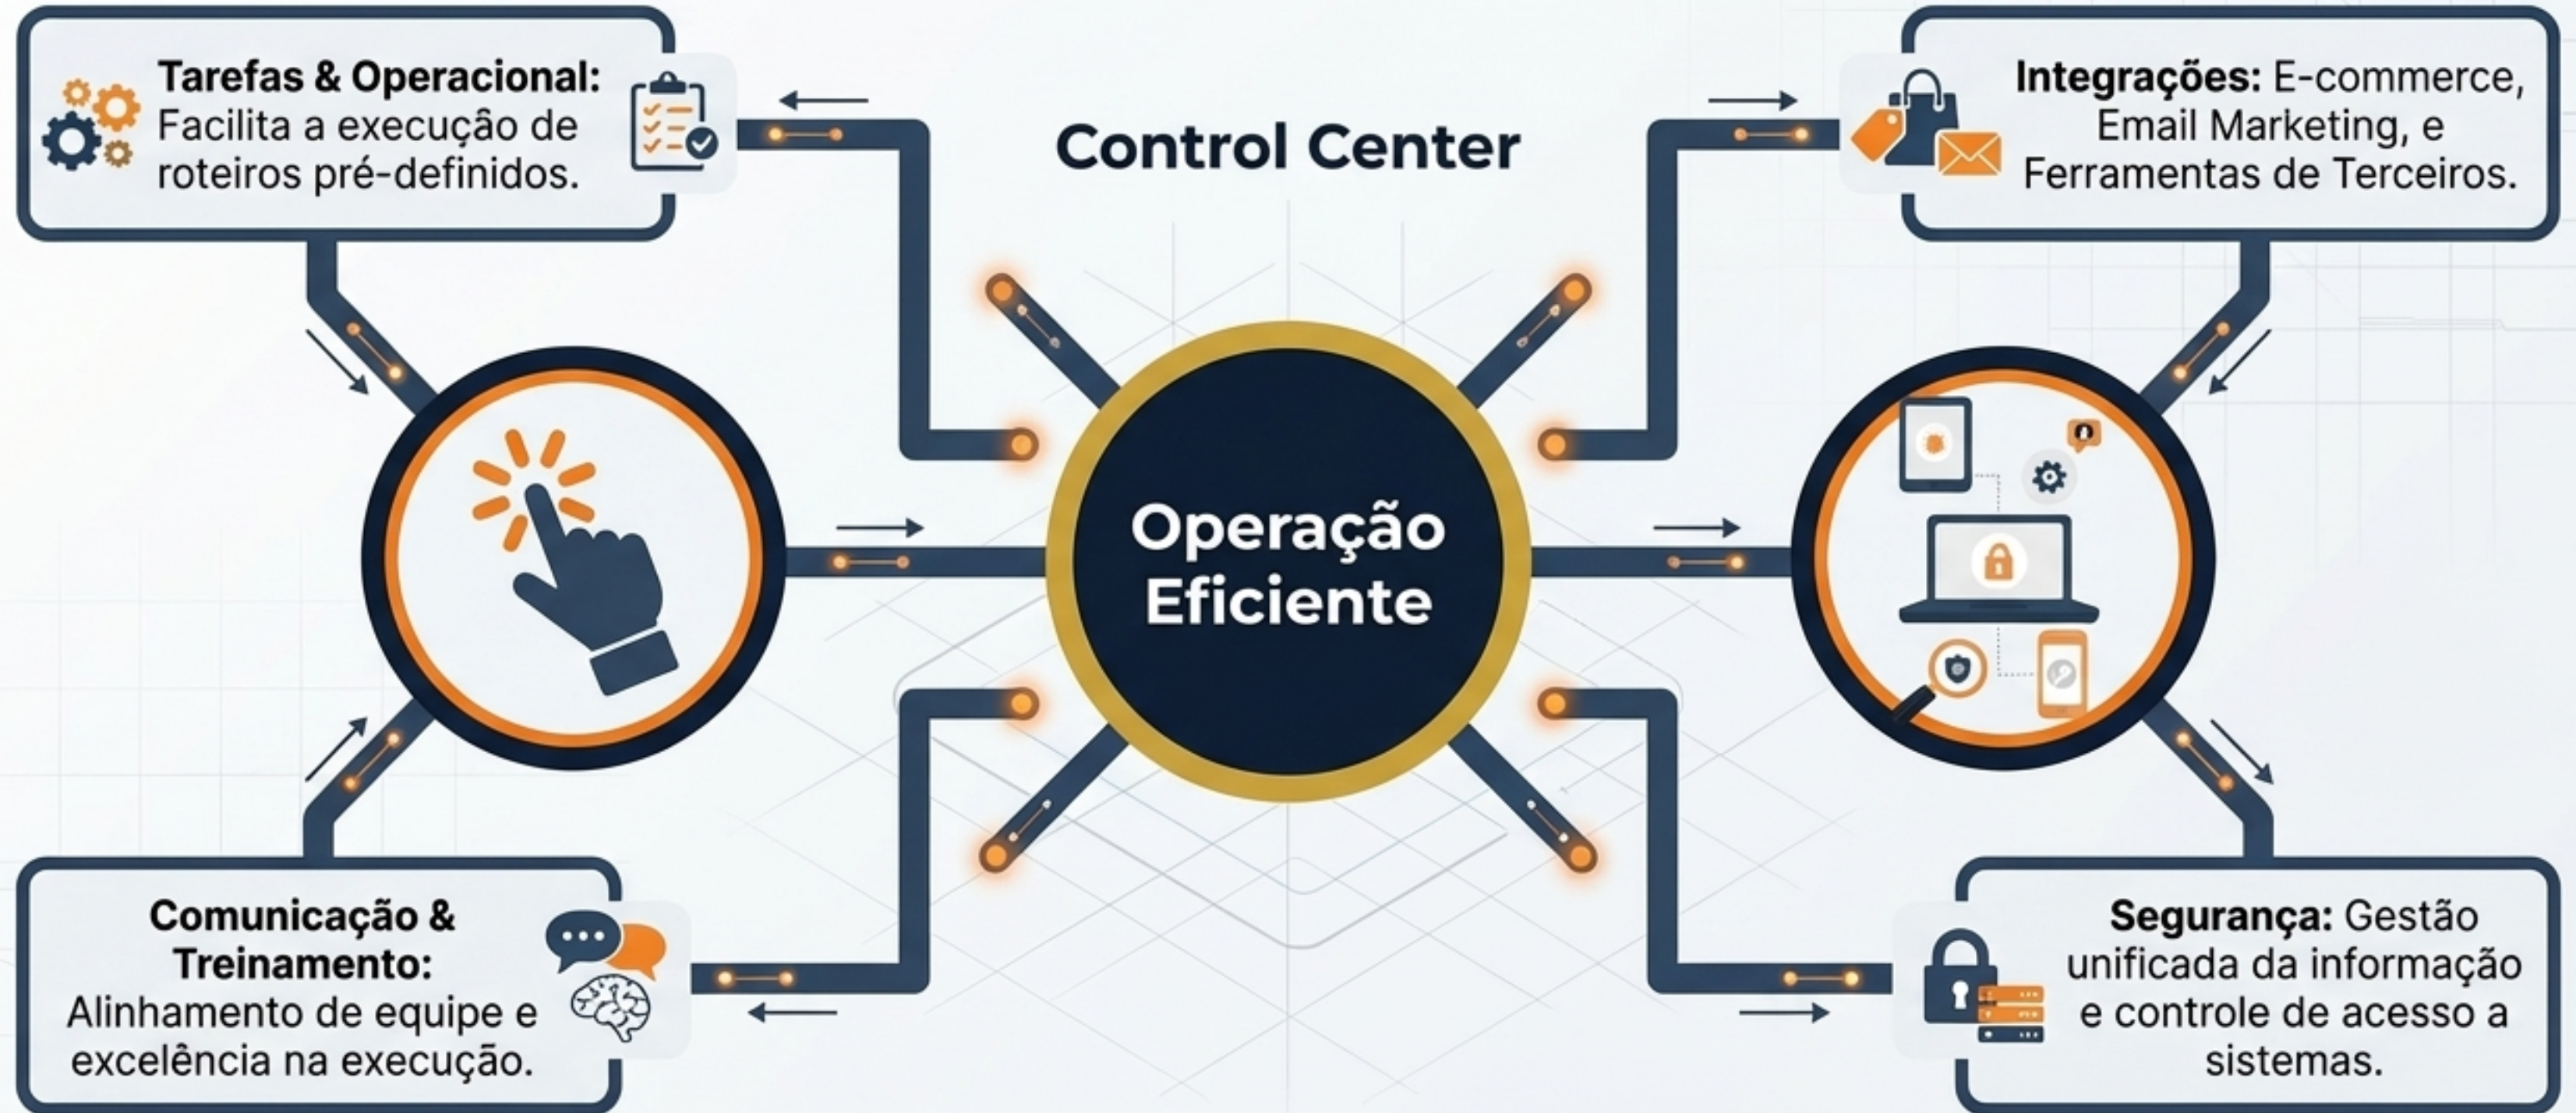 Tarefas & Operacional:
Facilita a execução de
roteiros pré-definidos.
Control Center
Integrações: E-commerce,
Email Marketing, e
Ferramentas de Terceiros.
Operação
Eficiente
Comunicação &
Treinamento:
Alinhamento de equipe e
excelência na execução.
Segurança: Gestão
unificada da informação
e controle de acesso a
sistemas.